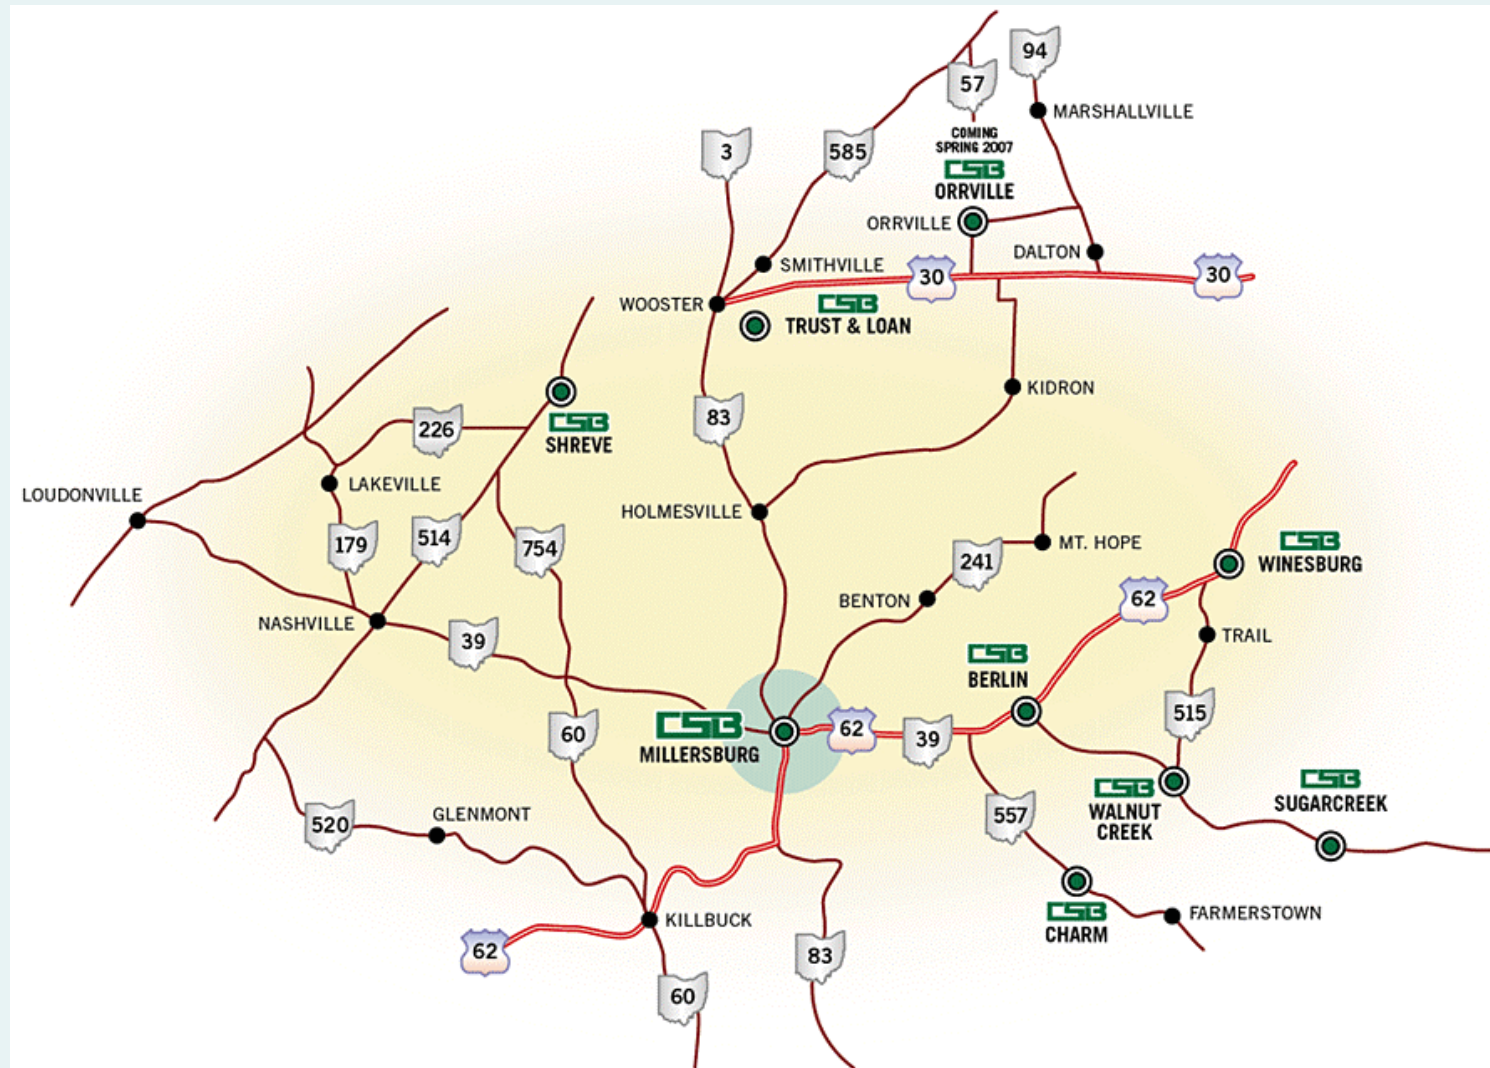 94
57
MARSHALLVILLE
COMING
SPRING 2007
CSB
ORRVILLE
3
585
ORRVILLE
DALTON
SMITHVILLE
30
30
WOOSTER
CSB
TRUST & LOAN
KIDRON
83
226
CSB
SHREVE
LAKEVILLE
LOUDONVILLE
HOLMESVILLE
179
514
754
241
MT. HOPE
CSB
WINESBURG
62
BENTON
NASHVILLE
39
TRAIL
CSB
BERLIN
515
CSB
MILLERSBURG
62
39
60
CSB
WALNUT
CREEK
CSB
SUGARCREEK
557
520
GLENMONT
KILLBUCK
CSB
CHARM
FARMERSTOWN
62
83
60